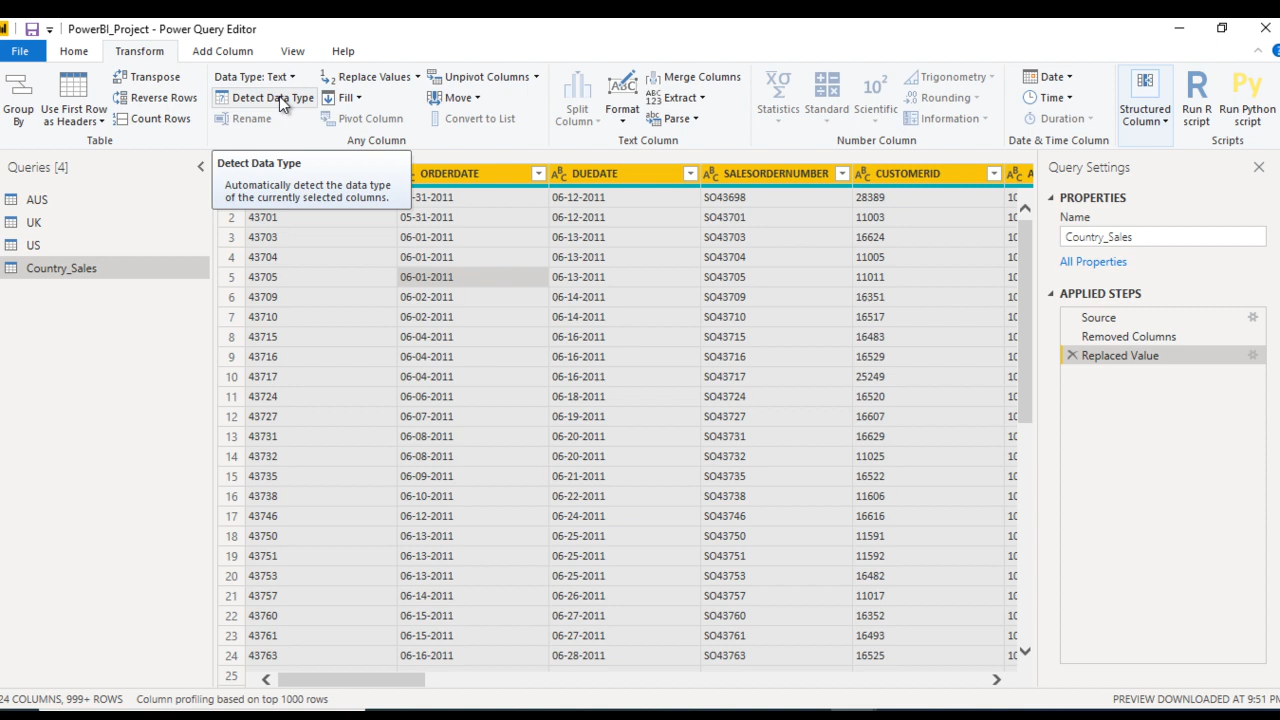 PowerBI_Project - Power Query Editor
File Home Transform Add Column View Help
Group By
Use First Row as Headers
Transpose
Reverse Rows
Count Rows
Table
Data Type: Text
Detect Data Type
Rename
Replace Values
Fill
Pivot Column
Unpivot Columns
Move
Convert to List
Any Column
Split Column
Format
Merge Columns
Extract
Parse
Text Column
Statistics
Standard
Scientific
Trigonometry
Rounding
Information
Number Column
Date
Time
Duration
Date & Time Column
Structured Column
Run R script
Run Python script
Scripts
Queries [4]
AUS
UK
US
Country_Sales
Detect Data Type
Automatically detect the data type
of the currently selected columns.
ORDERDATE DUEDATE SALESORDERNUMBER CUSTOMERID
-31-2011 06-12-2011 SO43698 28389
2 43701 05-31-2011 06-12-2011 SO43701 11003
3 43703 06-01-2011 06-13-2011 SO43703 16624
4 43704 06-01-2011 06-13-2011 SO43704 11005
5 43705 06-01-2011 06-13-2011 SO43705 11011
6 43709 06-02-2011 06-14-2011 SO43709 16351
7 43710 06-02-2011 06-14-2011 SO43710 16517
8 43715 06-04-2011 06-16-2011 SO43715 16483
9 43716 06-04-2011 06-16-2011 SO43716 16529
10 43717 06-04-2011 06-16-2011 SO43717 25249
11 43724 06-06-2011 06-18-2011 SO43724 16520
12 43727 06-07-2011 06-19-2011 SO43727 16607
13 43731 06-08-2011 06-20-2011 SO43731 16629
14 43732 06-08-2011 06-20-2011 SO43732 11025
15 43735 06-09-2011 06-21-2011 SO43735 16522
16 43738 06-10-2011 06-22-2011 SO43738 11606
17 43746 06-12-2011 06-24-2011 SO43746 16616
18 43750 06-13-2011 06-25-2011 SO43750 11591
19 43751 06-13-2011 06-25-2011 SO43751 11592
20 43753 06-13-2011 06-25-2011 SO43753 16482
21 43757 06-14-2011 06-26-2011 SO43757 11017
22 43760 06-15-2011 06-27-2011 SO43760 16352
23 43761 06-15-2011 06-27-2011 SO43761 16493
24 43763 06-16-2011 06-28-2011 SO43763 16525
25
Query Settings
PROPERTIES
Name
Country_Sales
All Properties
APPLIED STEPS
Source
Removed Columns
Replaced Value
24 COLUMNS, 999+ ROWS Column profiling based on top 1000 rows
PREVIEW DOWNLOADED AT 9:51 PM